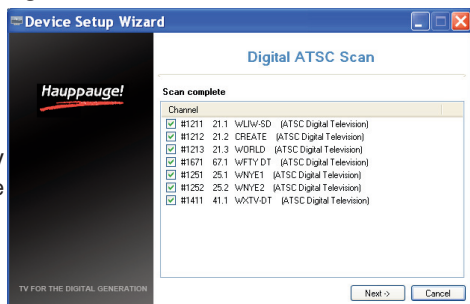 Device Setup Wizard
Digital ATSC Scan
Hauppauge!
Scan complete
Channel
#1211 21.1 WLIW-SD (ATSC Digital Television)
#1212 21.2 CREATE (ATSC Digital Television)
#1213 21.3 WORLD (ATSC Digital Television)
#1671 67.1 WFTY DT (ATSC Digital Television)
#1251 25.1 WNYE1 (ATSC Digital Television)
#1252 25.2 WNYE2 (ATSC Digital Television)
#1411 41.1 WXTV-DT (ATSC Digital Television)
TV FOR THE DIGITAL GENERATION
Next -> Cancel